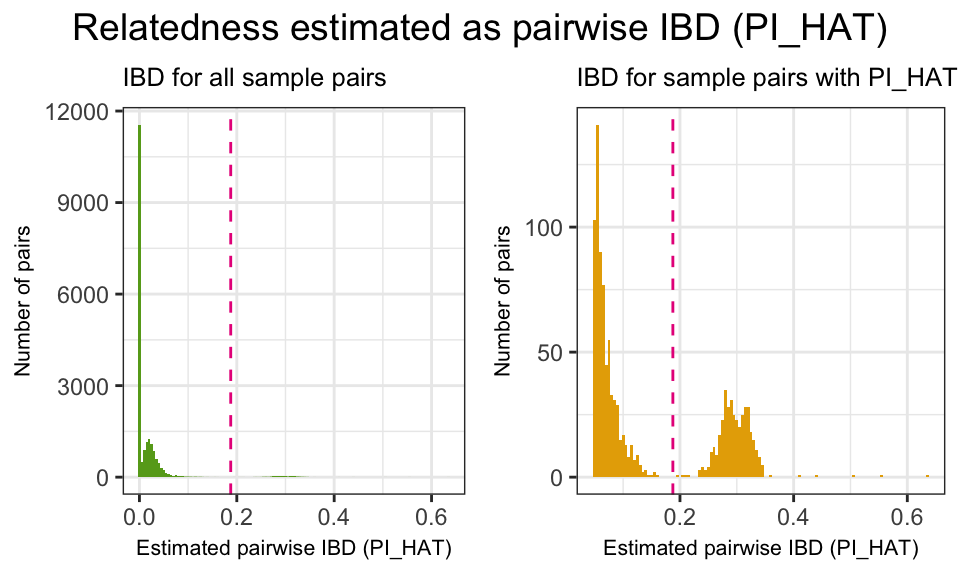 Relatedness estimated as pairwise IBD (PI_HAT)
IBD for all sample pairs
12000
9000
6000
3000
0
Number of pairs
0.0 0.2 0.4 0.6
Estimated pairwise IBD (PI_HAT)
IBD for sample pairs with PI_HAT
100
50
0
Number of pairs
0.2 0.4 0.6
Estimated pairwise IBD (PI_HAT)